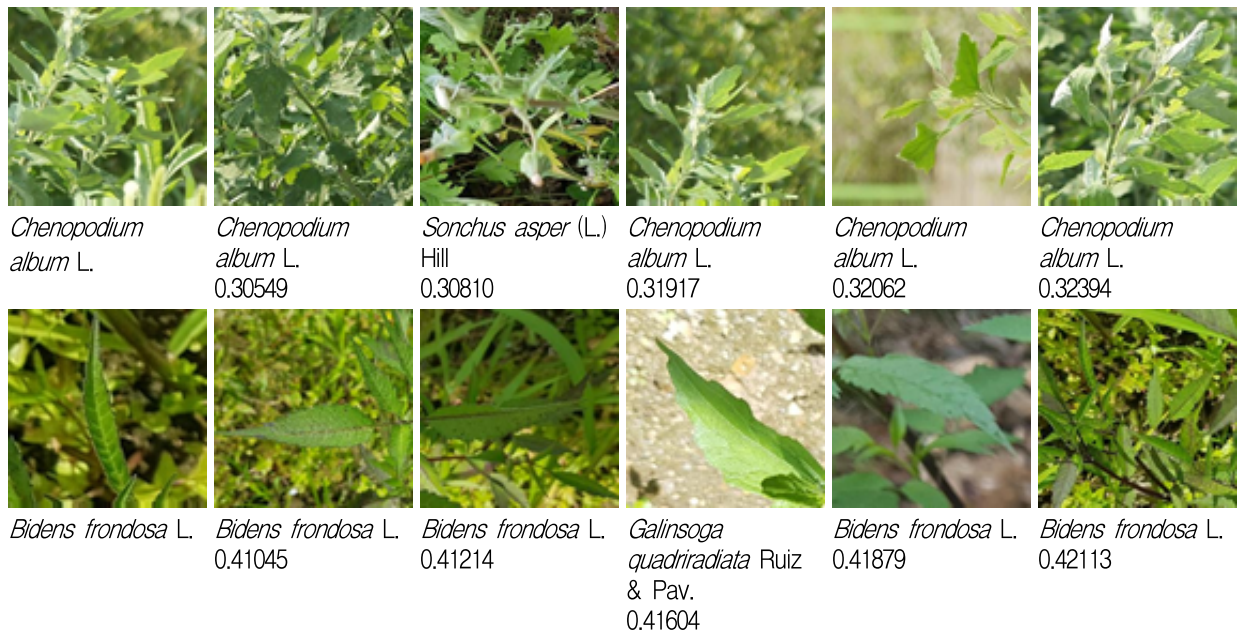 Chenopodium
album L.
Chenopodium
album L.
0.30549
Sonchus asper (L.)
Hill
0.30810
Chenopodium
album L.
0.31917
Chenopodium
album L.
0.32062
Chenopodium
album L.
0.32394
Bidens frondosa L.
Bidens frondosa L.
0.41045
Bidens frondosa L.
0.41214
Galinsoga
quadriradiata Ruiz
& Pav.
0.41604
Bidens frondosa L.
0.41879
Bidens frondosa L.
0.42113